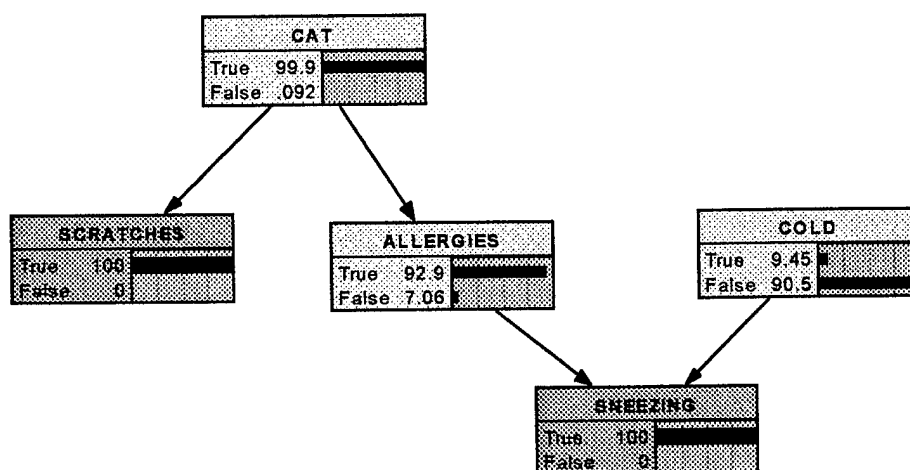 CAT
True 99.9
False .092
SCRATCHES
True 100
False 0
ALLERGIES
True 92.9
False 7.06
COLD
True 9.45
False 90.5
SNEEZING
True 100
False 0